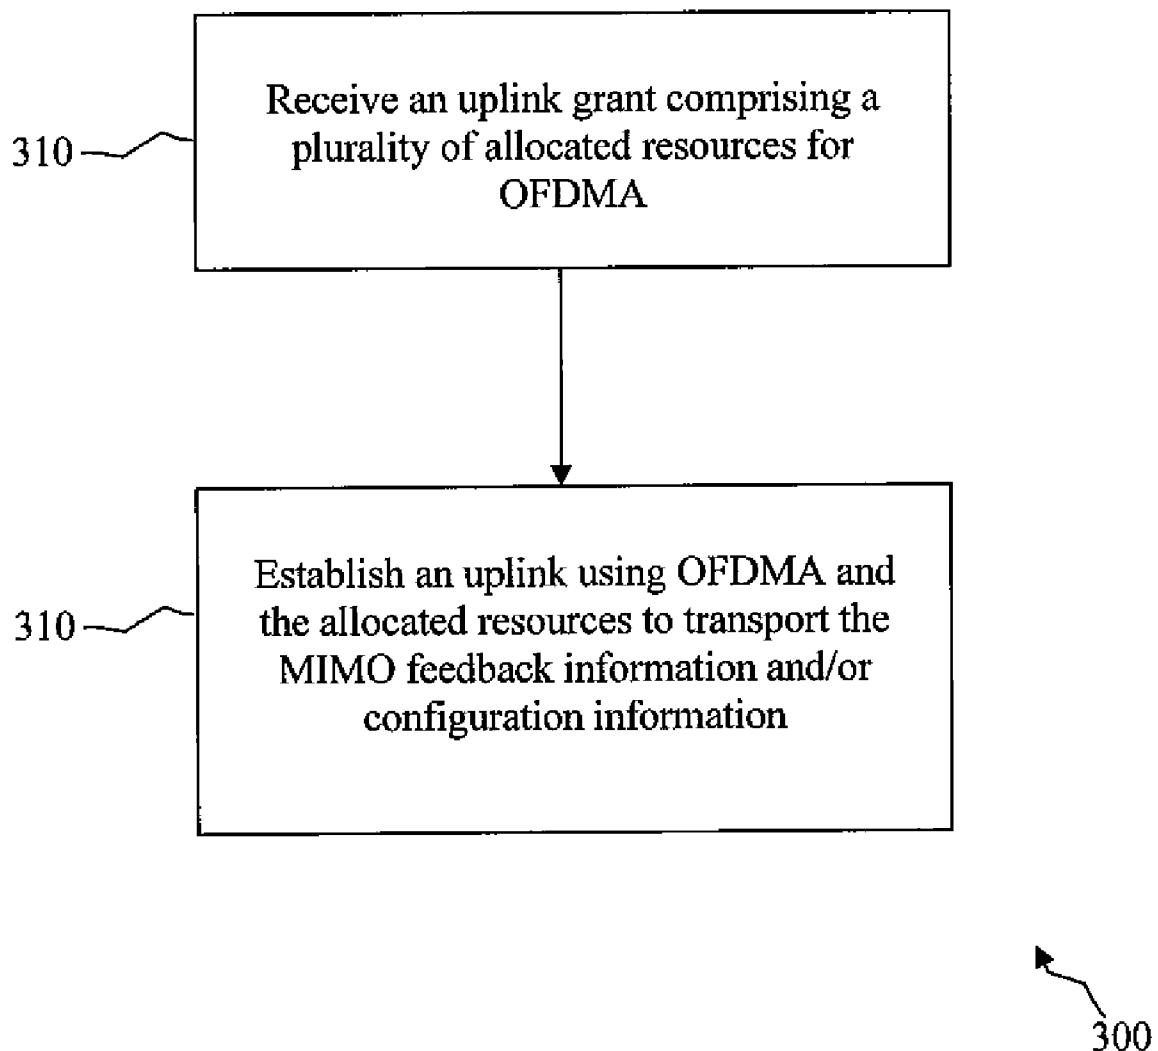 Receive an uplink grant comprising a
310
plurality of allocated resources for
OFDMA
Establish an uplink using OFDMA and
310
the allocated resources to transport the
MIMO feedback information and/or
configuration information
300